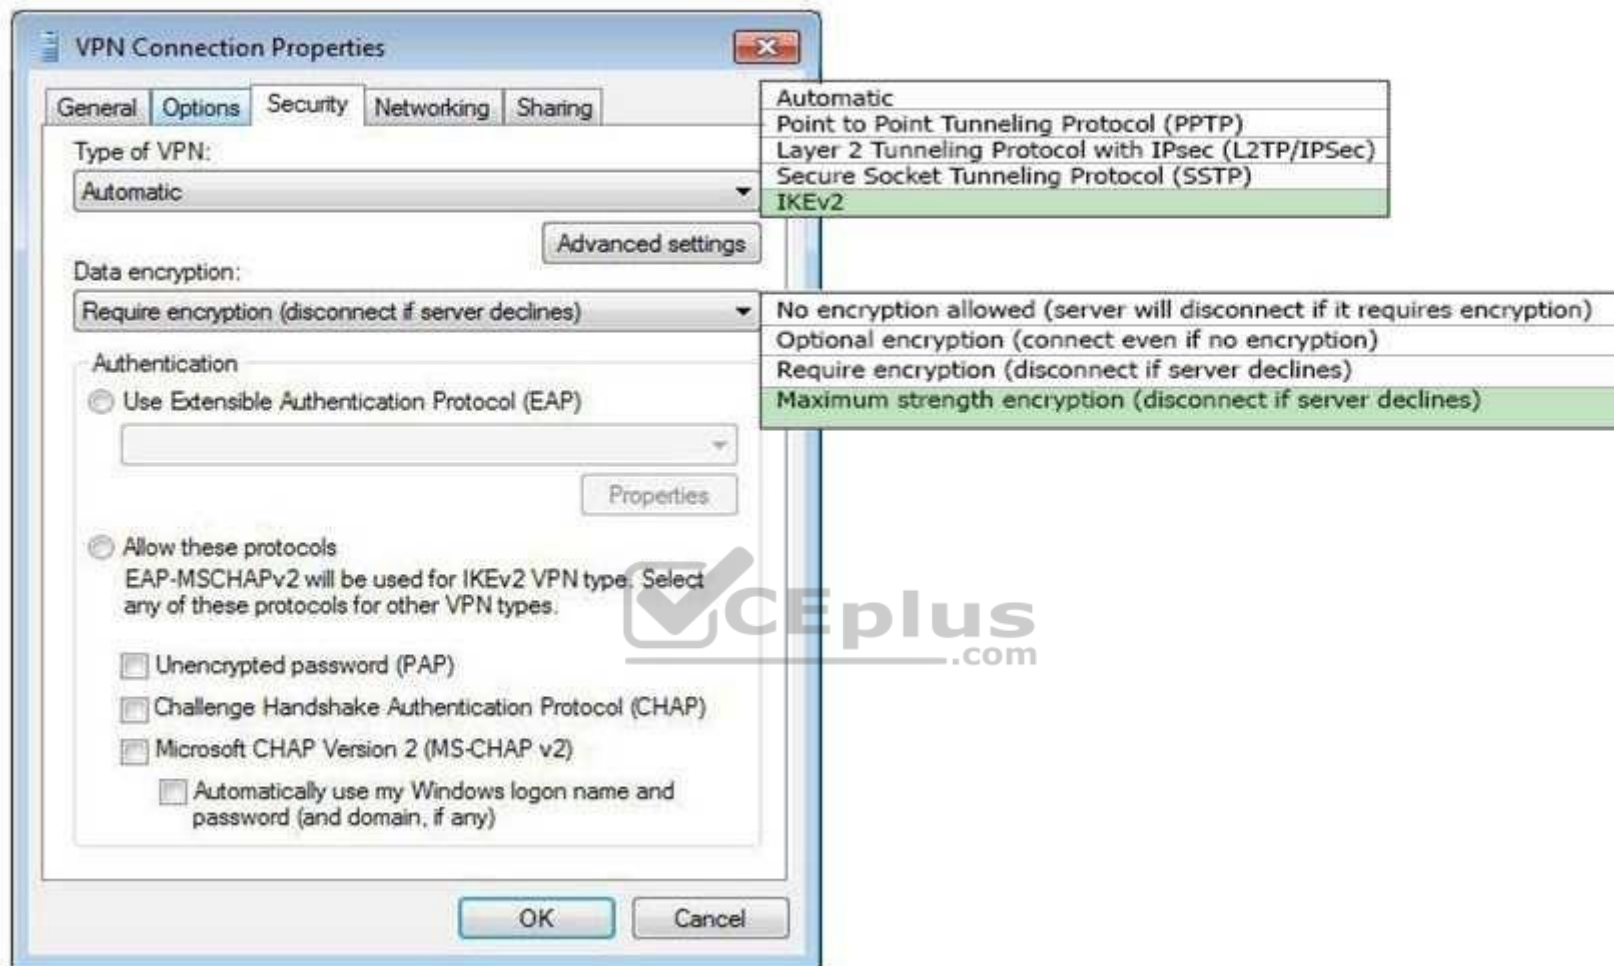 VPN Connection Properties
General
Options
Security
Networking
Sharing
Type of VPN:
Automatic
Automatic
Point to Point Tunneling Protocol (PPTP)
Layer 2 Tunneling Protocol with IPsec (L2TP/IPSec)
Secure Socket Tunneling Protocol (SSTP)
IKEv2
Advanced settings
Data encryption:
Require encryption (disconnect if server declines)
No encryption allowed (server will disconnect if it requires encryption)
Optional encryption (connect even if no encryption)
Require encryption (disconnect if server declines)
Maximum strength encryption (disconnect if server declines)
Authentication
Use Extensible Authentication Protocol (EAP)
Properties
Allow these protocols
EAP-MSCHAPv2 will be used for IKEv2 VPN type. Select
any of these protocols for other VPN types.
CEplus
.com
Unencrypted password (PAP)
Challenge Handshake Authentication Protocol (CHAP)
Microsoft CHAP Version 2 (MS-CHAP v2)
Automatically use my Windows logon name and
password (and domain, if any)
OK
Cancel